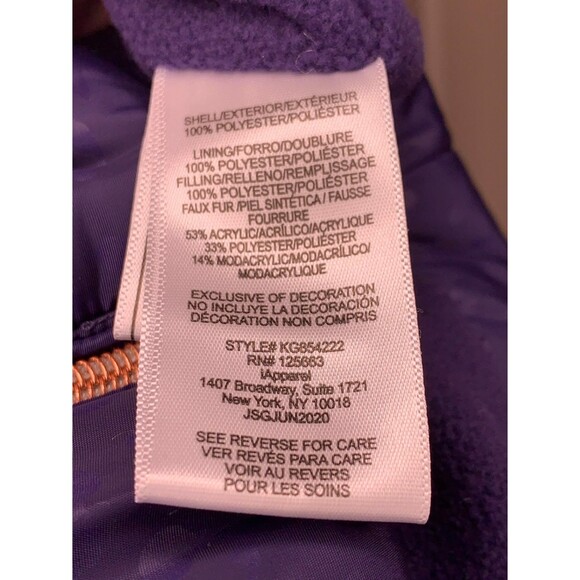 SHELL/EXTERIOR/EXTÉRIEUR
100% POLYESTER/POLIÉSTER
LINING/FORRO/DOUBLURE
100% POLYESTER/POLIÉSTER
FILLING/RELLENO/REMPLISSAGE
100% POLYESTER/POLIÉSTER
FAUX FUR /PIEL SINTÉTICA / FAUSSE
FOURRURE
53% ACRYLIC/ACRÍLICO/ACRYLIQUE
33% POLYESTER/POLIÉSTER
14% MODACRYLIC/MODACRÍLICO/
MODACRYLIQUE
EXCLUSIVE OF DECORATION
NO INCLUYE LA DECORACIÓN
DÉCORATION NON COMPRIS
STYLE# KG854222
RN# 125663
iApparel
1407 Broadway, Suite 1721
New York, NY 10018
JSGJUN2020
SEE REVERSE FOR CARE
VER REVÉS PARA CARE
VOIR AU REVERS
POUR LES SOINS